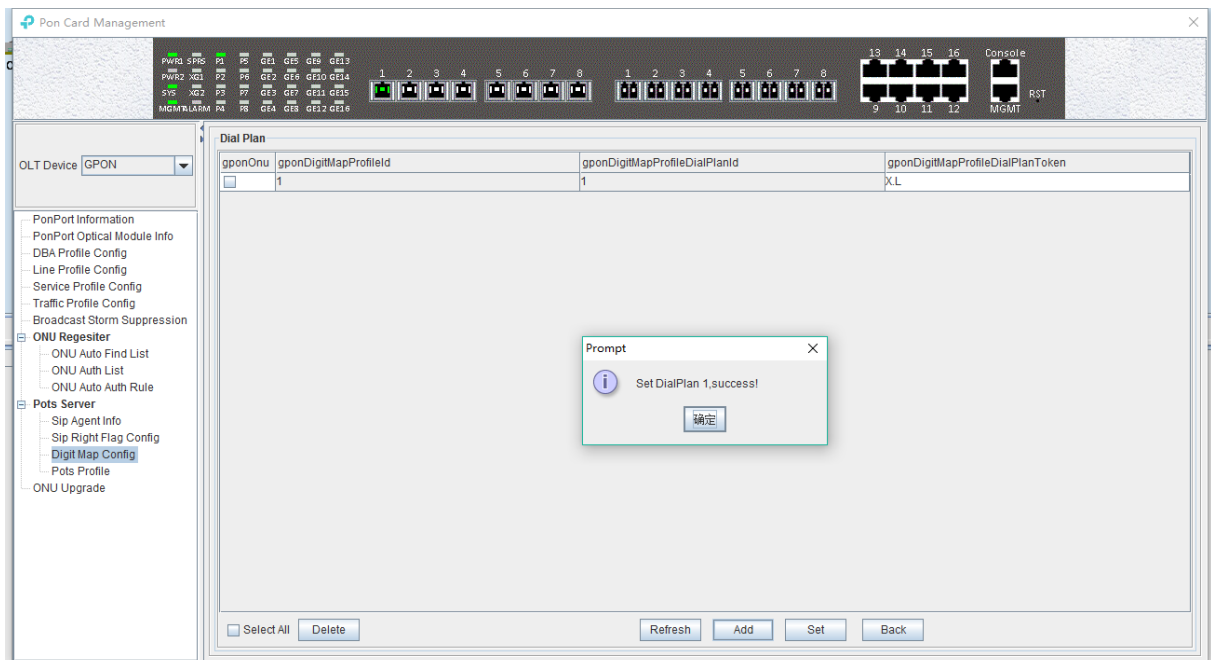 Pon Card Management
PWR1 SPRS P1 P5 GE1 GE5 GE9 GE13
PWR2 XG1 P2 P6 GE2 GE6 GE10 GE14
SYS XG2 P3 P7 GE3 GE7 GE11 GE15
MGMT ALARM P4 P8 GE4 GE8 GE12 GE16
1 2 3 4 5 6 7 8
1 2 3 4 5 6 7 8
13 14 15 16 Console
9 10 11 12 MGMT
RST
OLT Device GPON
PonPort Information
PonPort Optical Module Info
DBA Profile Config
Line Profile Config
Service Profile Config
Traffic Profile Config
Broadcast Storm Suppression
ONU Regesiter
ONU Auto Find List
ONU Auth List
ONU Auto Auth Rule
Pots Server
Sip Agent Info
Sip Right Flag Config
Digit Map Config
Pots Profile
ONU Upgrade
Dial Plan
gponOnu gponDigitMapProfileId gponDigitMapProfileDialPlanId gponDigitMapProfileDialPlanToken
1 1 X.L
Prompt
Set DialPlan 1,success!
确定
Select All Delete Refresh Add Set Back